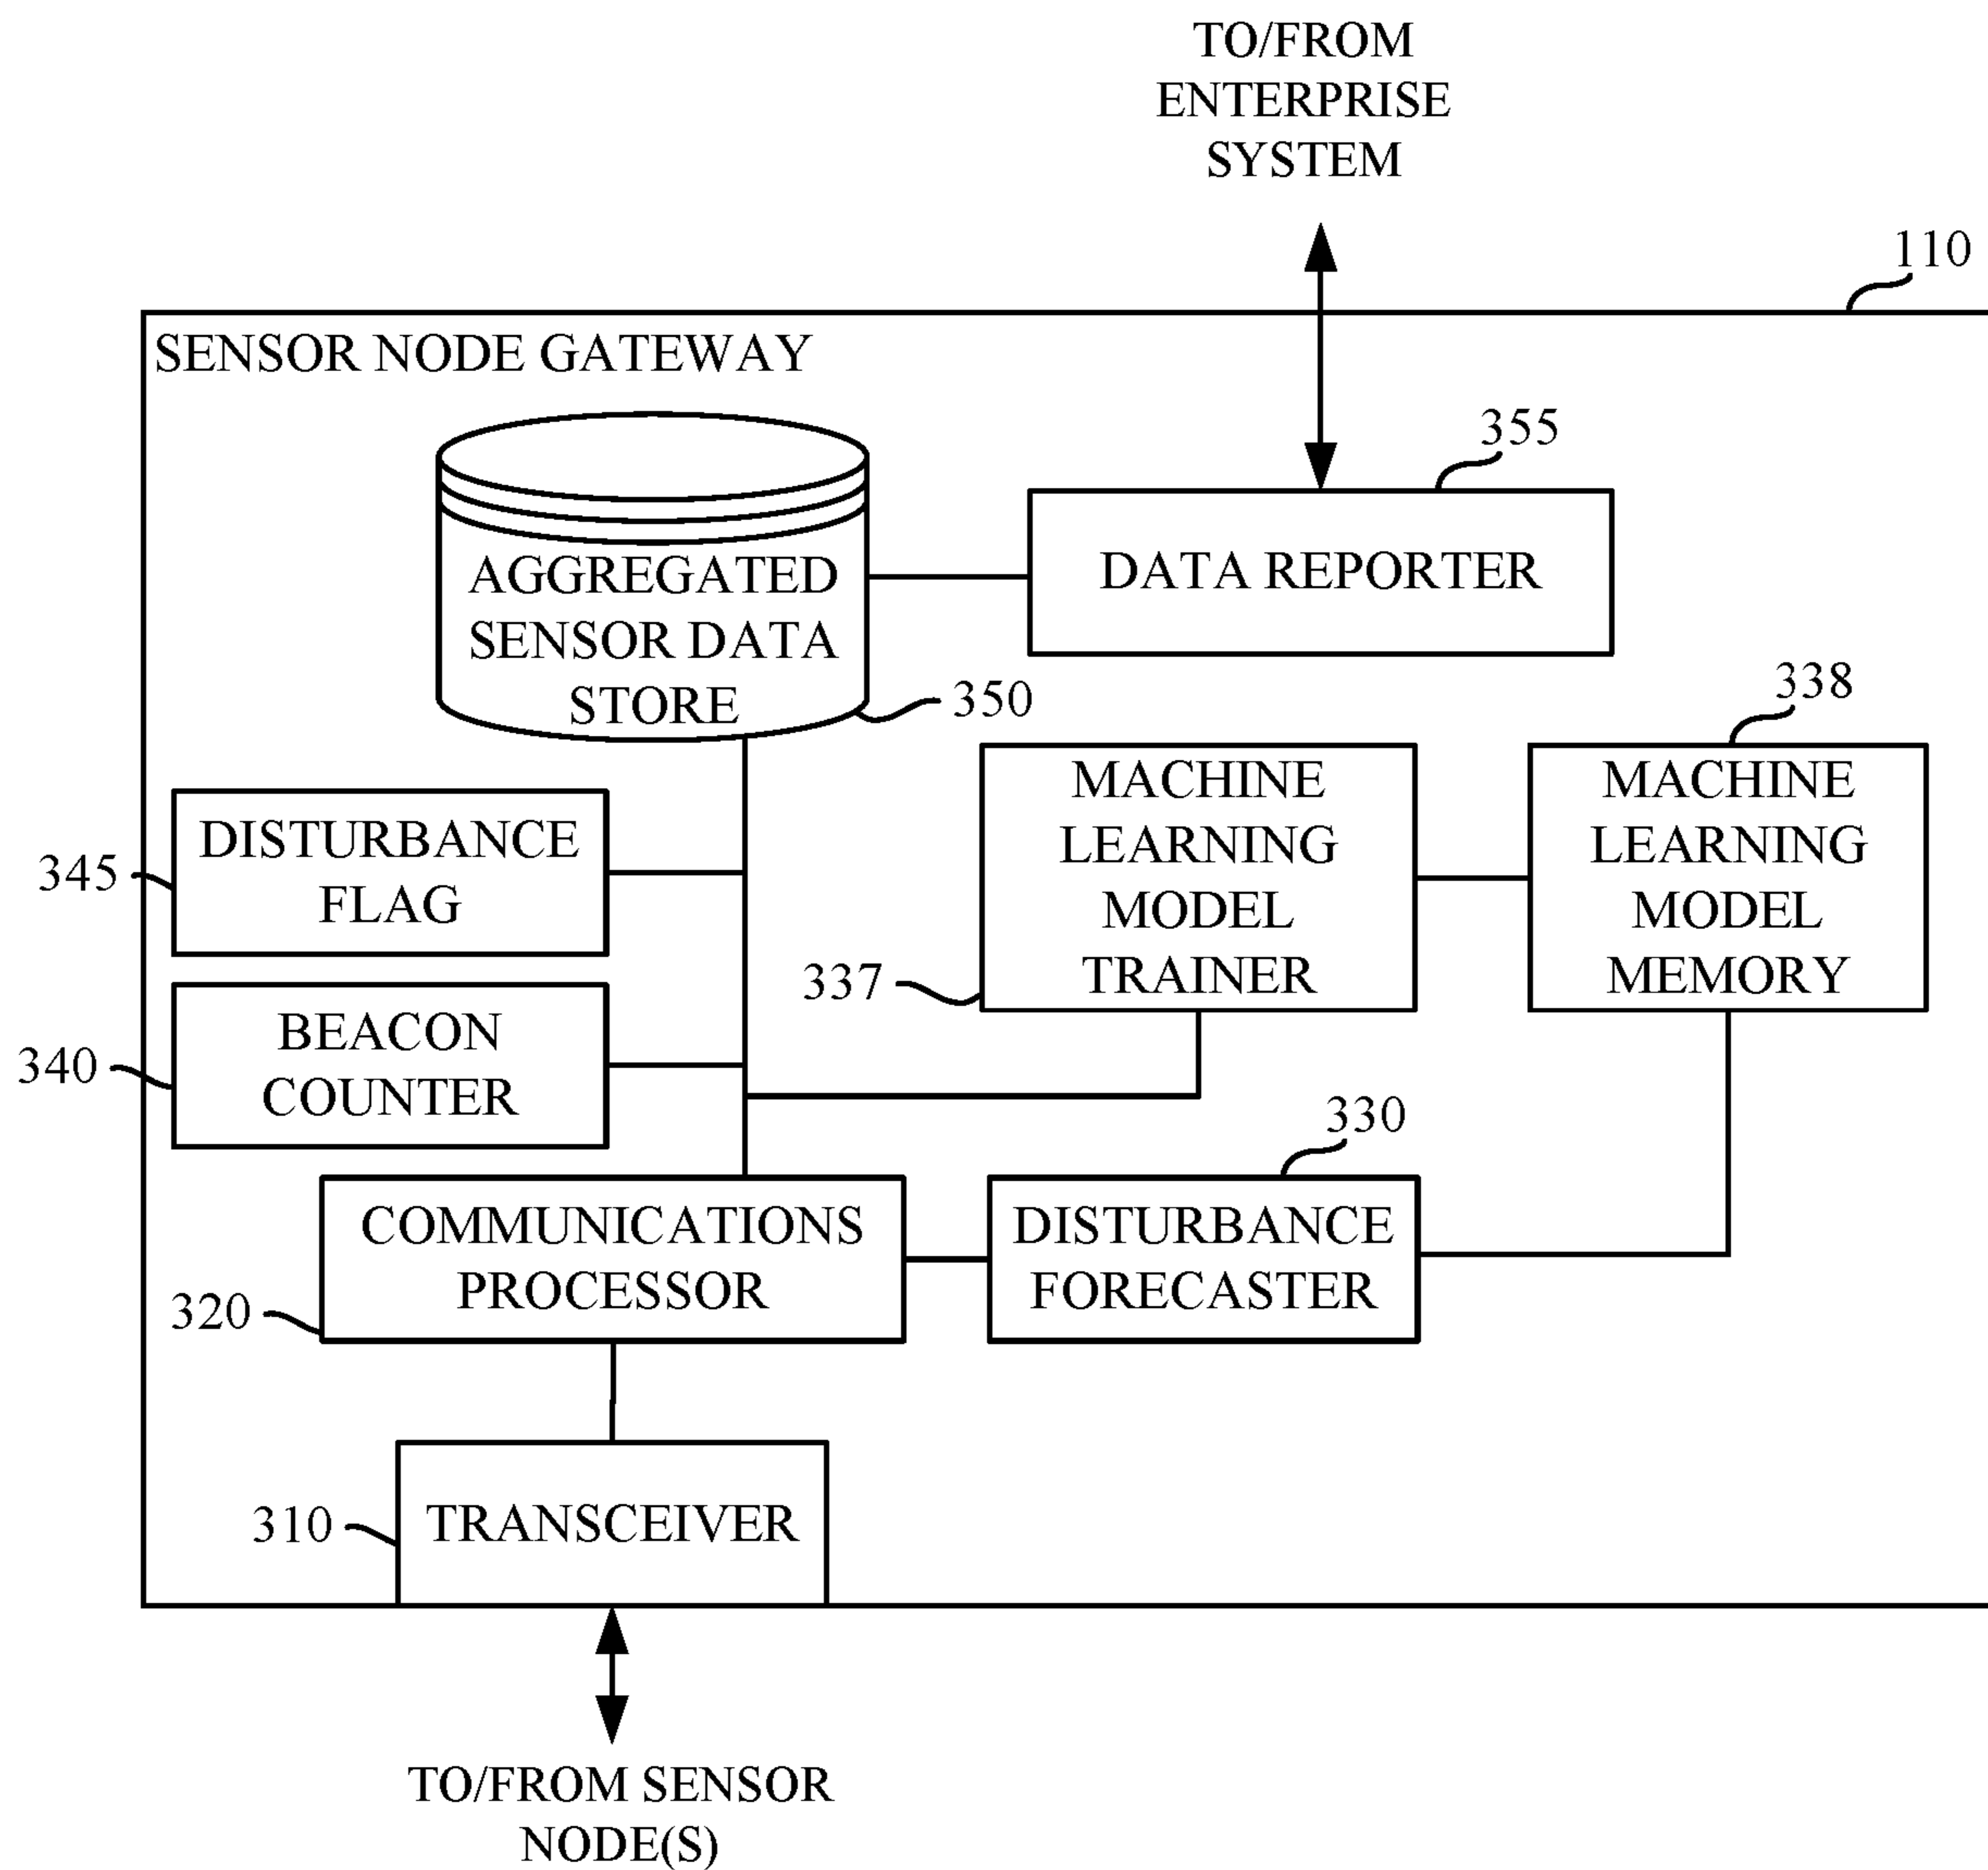 TO/FROM
ENTERPRISE
SYSTEM
110
SENSOR NODE GATEWAY
355
AGGREGATED
SENSOR DATA
STORE
DATA REPORTER
350
338
DISTURBANCE
FLAG
345
MACHINE
LEARNING
MODEL
TRAINER
337
MACHINE
LEARNING
MODEL
MEMORY
BEACON
COUNTER
340
330
COMMUNICATIONS
PROCESSOR
320
DISTURBANCE
FORECASTER
310
TRANSCEIVER
TO/FROM SENSOR
NODE(S)